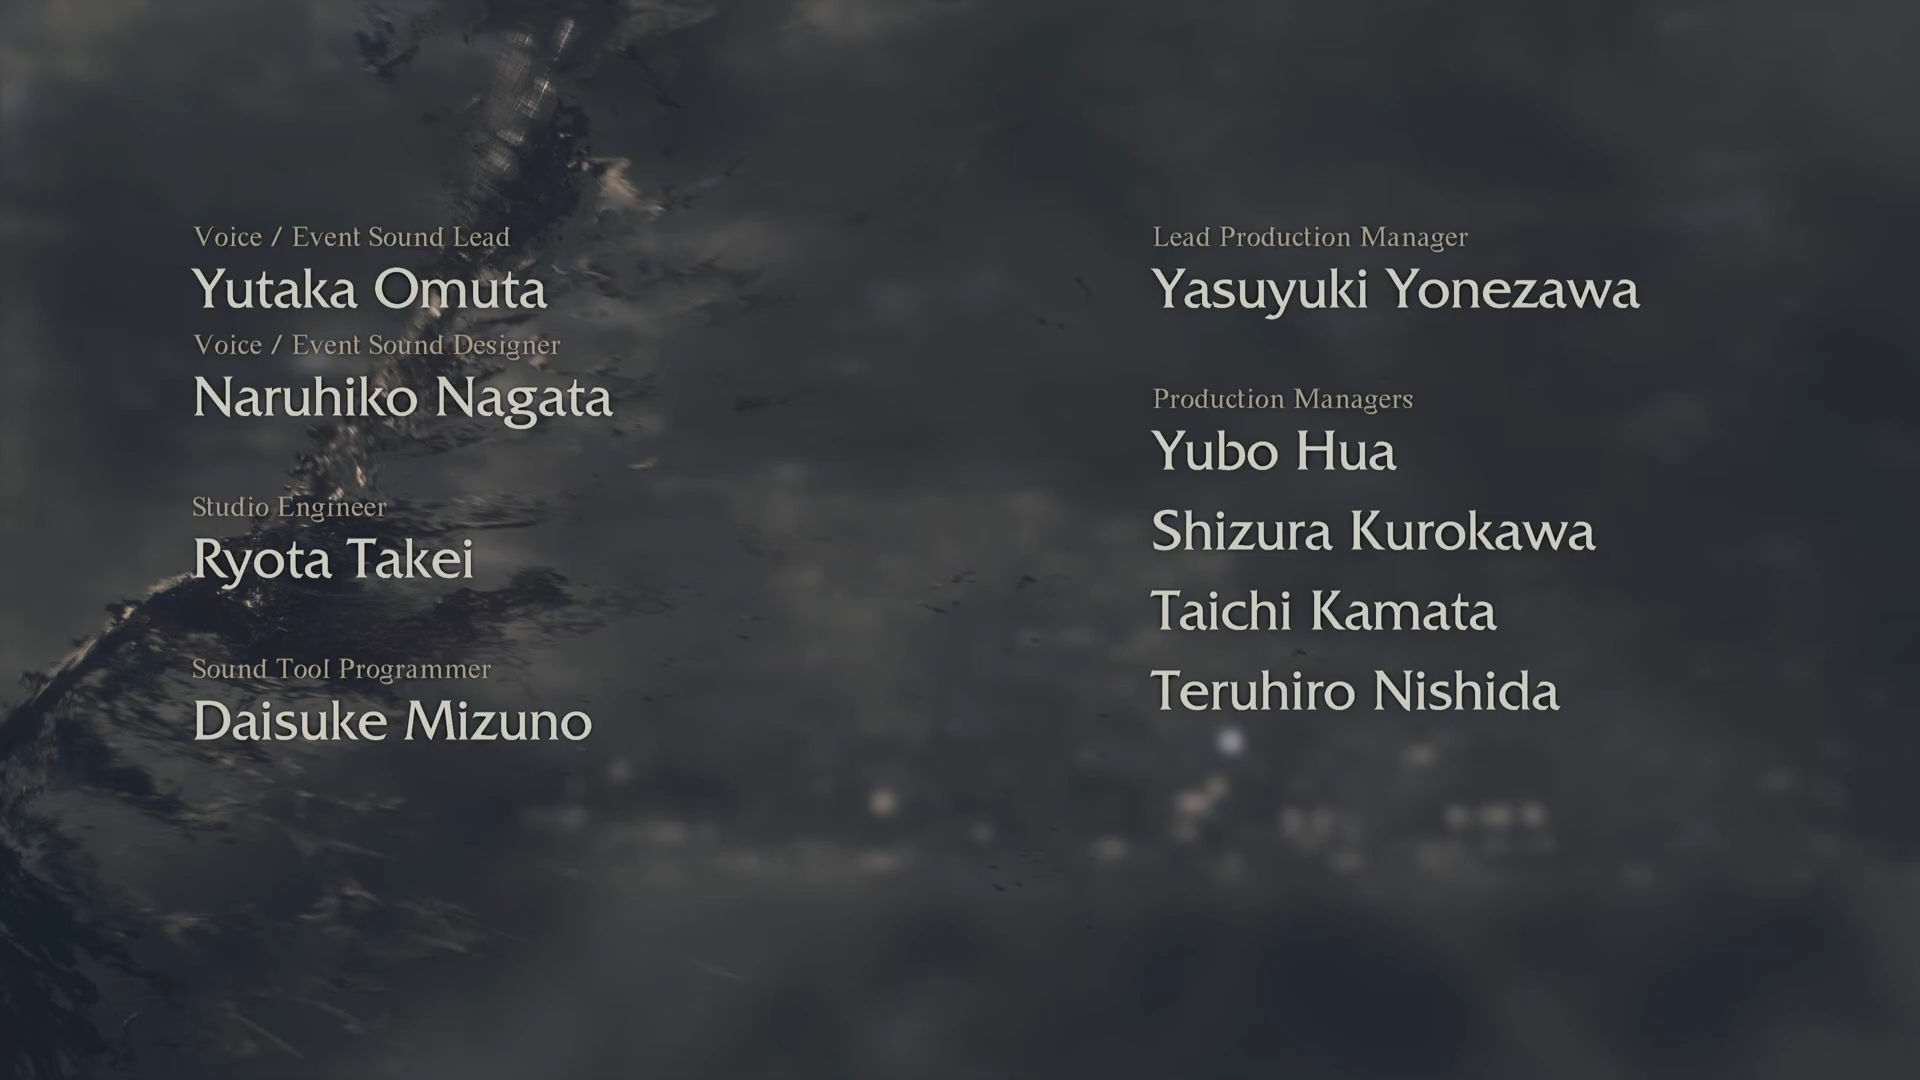 Voice / Event Sound Lead
Yutaka Omuta
Voice / Event Sound Designer
Naruhiko Nagata
Studio Engineer
Ryota Takei
Sound Tool Programmer
Daisuke Mizuno
Lead Production Manager
Yasuyuki Yonezawa
Production Managers
Yubo Hua
Shizura Kurokawa
Taichi Kamata
Teruhiro Nishida